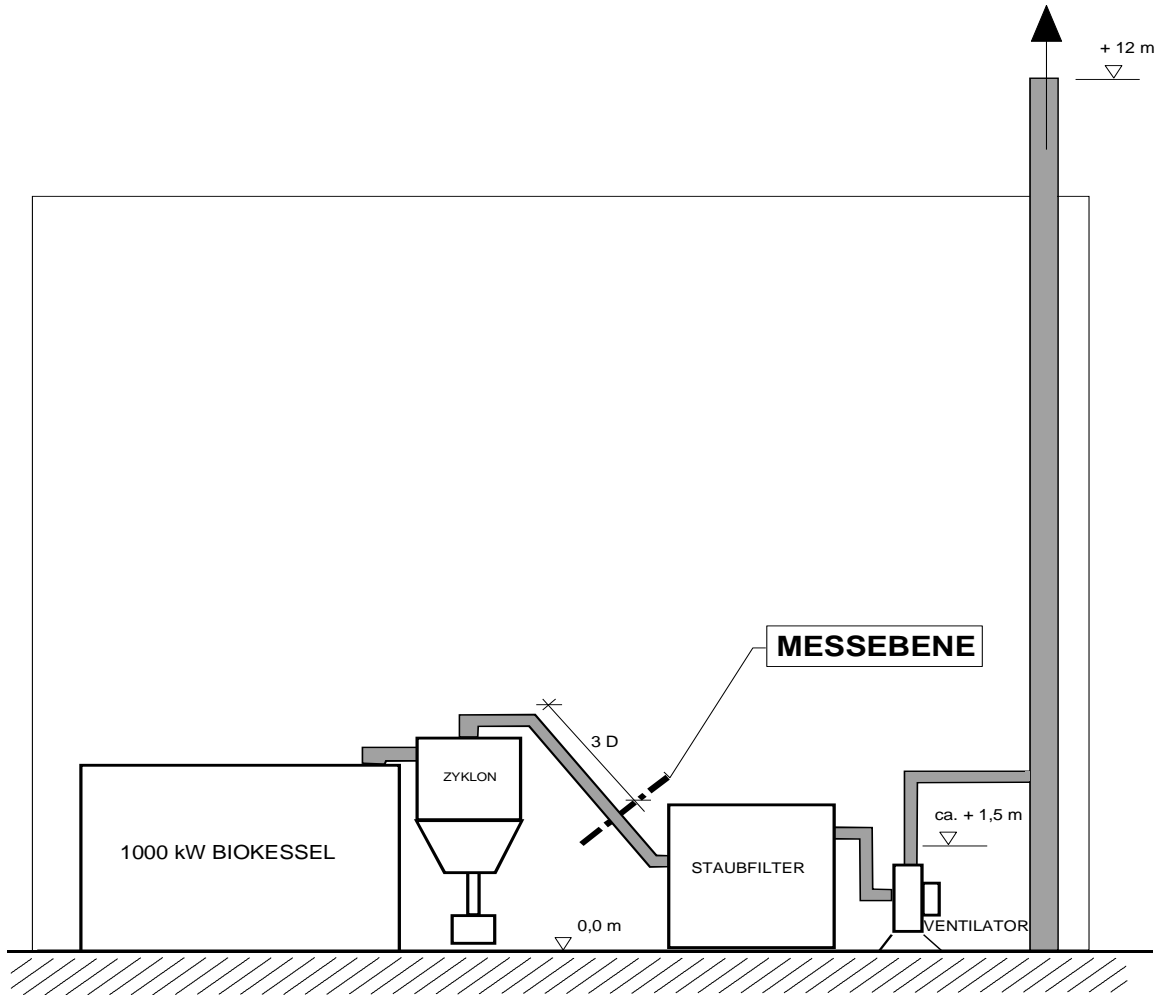 + 12 m
MESSEBENE
3 D
ZYKLON
ca. + 1,5 m
1000 kW BIOKESSEL
STAUBFILTER
0,0 m
VENTILATOR